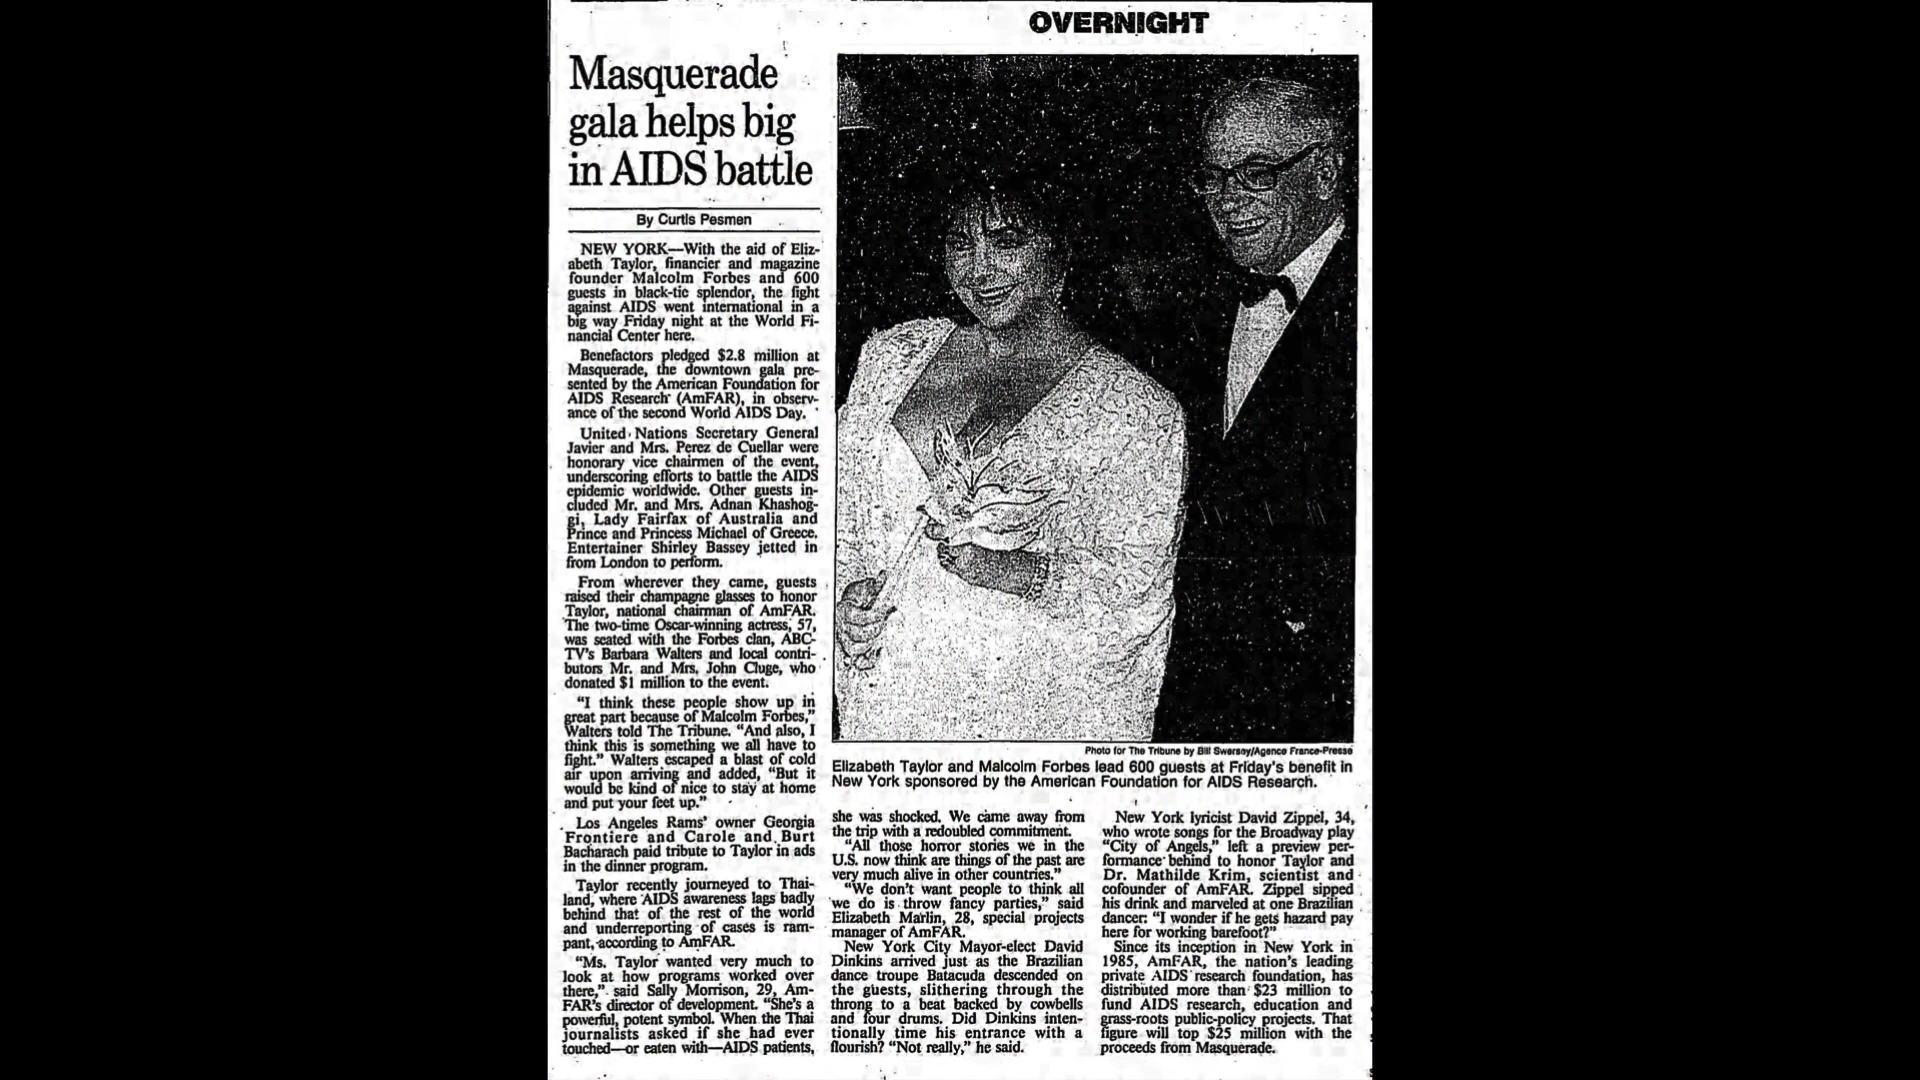 OVERNIGHT
Masquerade
gala helps big
in AIDS battle
By Curtis Pesmen
NEW YORK—With the aid of Eliz-
abeth Taylor, financier and magazine
founder Malcolm Forbes and 600
guests in black-tie splendor, the fight
against AIDS went international in a
big way Friday night at the World Fi-
nancial Center here.
Benefactors pledged $2.8 million at
Masquerade, the downtown gala pre-
sented by the American Foundation for
AIDS Research (AmFAR), in observ-
ance of the second World AIDS Day.
United Nations Secretary General
Javier and Mrs. Perez de Cuellar were
honorary vice chairmen of the event,
underscoring efforts to battle the AIDS
epidemic worldwide. Other guests in-
cluded Mr. and Mrs. Adnan Khashog-
gi, Lady Fairfax of Australia and
Prince and Princess Michael of Greece.
Entertainer Shirley Bassey jetted in
from London to perform.
From wherever they came, guests
raised their champagne glasses to honor
Taylor, national chairman of AmFAR.
The two-time Oscar-winning actress, 57,
was seated with the Forbes clan, ABC-
TV's Barbara Walters and local contri-
butors Mr. and Mrs. John Cluge, who
donated $1 million to the event.
"I think these people show up in
great part because of Malcolm Forbes,"
Walters told The Tribune. "And also, I
think this is something we all have to
fight." Walters escaped a blast of cold
air upon arriving and added, "But it
would be kind of nice to stay at home
and put your feet up."
Los Angeles Rams' owner Georgia
Frontiere and Carole and Burt
Bacharach paid tribute to Taylor in ads
in the dinner program.
Taylor recently journeyed to Thai-
land, where AIDS awareness lags badly
behind that of the rest of the world
and underreporting of cases is ram-
pant, according to AmFAR.
"Ms. Taylor wanted very much to
look at how programs worked over
there," said Sally Morrison, 29, Am-
FAR's director of development. "She's a
powerful, potent symbol. When the Thai
journalists asked if she had ever
touched—or eaten with—AIDS patients,
Photo for The Tribune by Bill Swersey/Agence France-Presse
Elizabeth Taylor and Malcolm Forbes lead 600 guests at Friday's benefit in
New York sponsored by the American Foundation for AIDS Research.
she was shocked. We came away from
the trip with a redoubled commitment.
"All those horror stories we in the
U.S. now think are things of the past are
very much alive in other countries."
"We don't want people to think all
we do is throw fancy parties," said
Elizabeth Marlin, 28, special projects
manager of AmFAR.
New York City Mayor-elect David
Dinkins arrived just as the Brazilian
dance troupe Batacuda descended on
the guests, slithering through the
throng to a beat backed by cowbells
and four drums. Did Dinkins inten-
tionally time his entrance with a
flourish? "Not really," he said.
New York lyricist David Zippel, 34,
who wrote songs for the Broadway play
"City of Angels," left a preview per-
formance behind to honor Taylor and
Dr. Mathilde Krim, scientist and
cofounder of AmFAR. Zippel sipped
his drink and marveled at one Brazilian
dancer: "I wonder if he gets hazard pay
here for working barefoot?"
Since its inception in New York in
1985, AmFAR, the nation's leading
private AIDS research foundation, has
distributed more than $23 million to
fund AIDS research, education and
grass-roots public-policy projects. That
figure will top $25 million with the
proceeds from Masquerade.